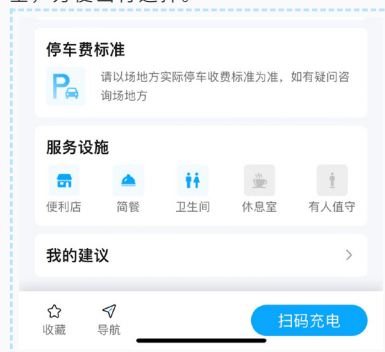 停车费标准
请以场地方实际停车收费标准为准，如有疑问咨
询场地方
服务设施
便利店 简餐 卫生间 休息室 有人值守
我的建议
收藏 导航 扫码充电